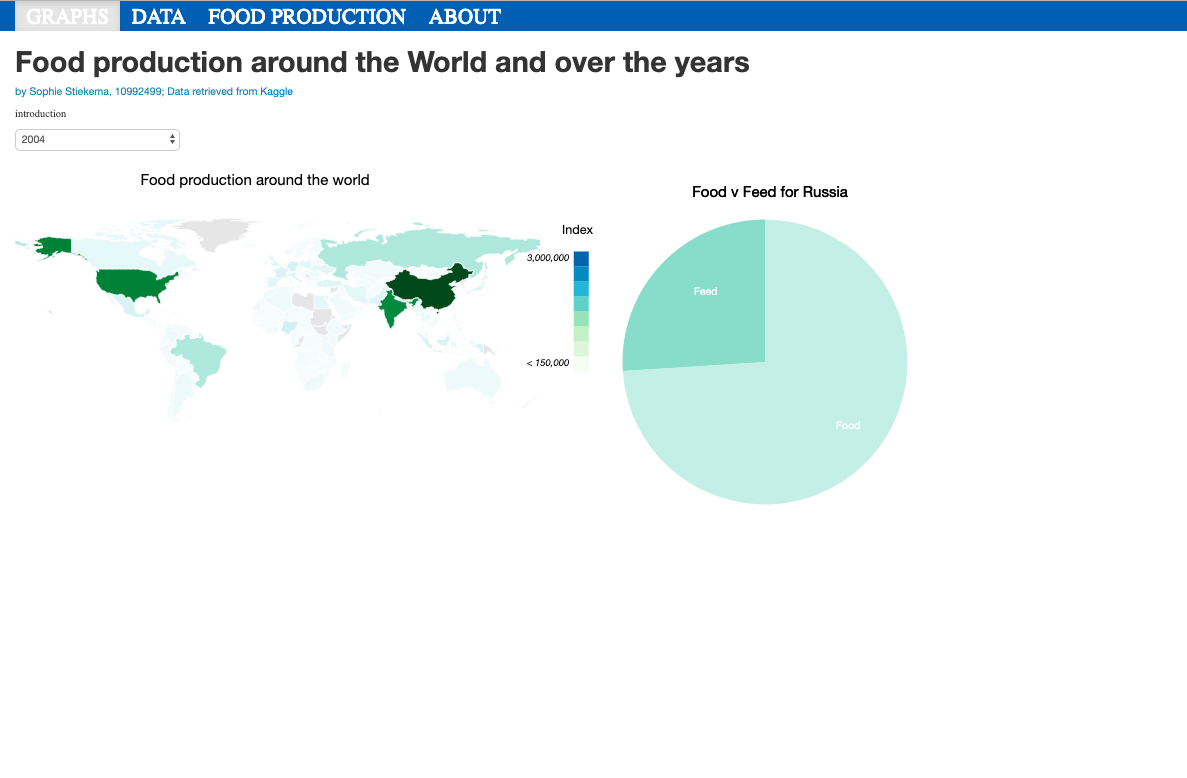 GRAPHS DATA FOOD PRODUCTION ABOUT
Food production around the World and over the years
by Sophie Stiekema, 10992499; Data retrieved from Kaggle
introduction
2004
Food production around the world
Index
3,000,000
< 150,000
Food v Feed for Russia
Feed
Food